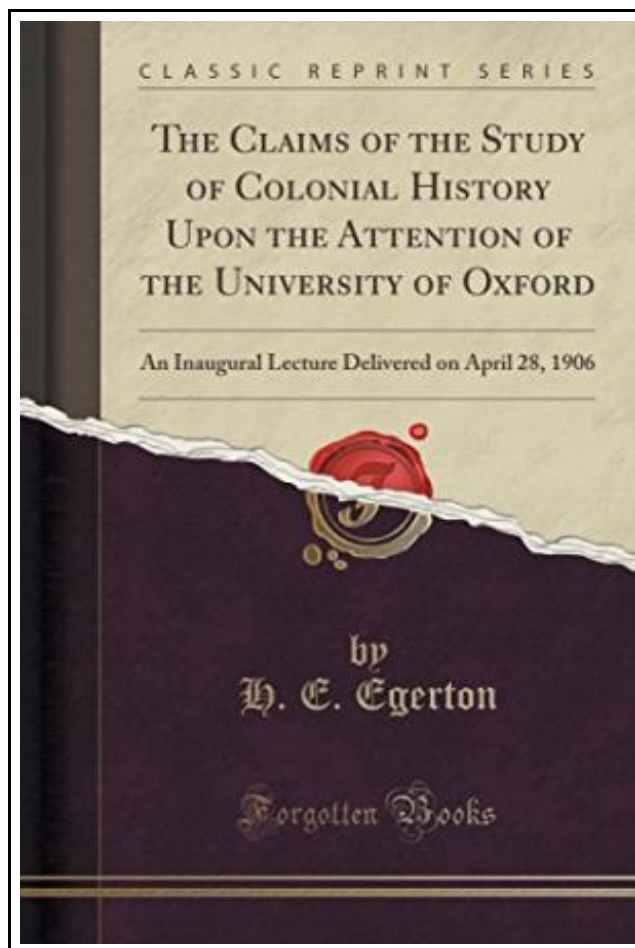 CLASSIC REPRINT SERIES
THE CLAIMS OF THE STUDY
OF COLONIAL HISTORY
UPON THE ATTENTION OF
THE UNIVERSITY OF OXFORD
An Inaugural Lecture Delivered on April 28, 1906
F
by
H. E. Egerton
Forgotten Books